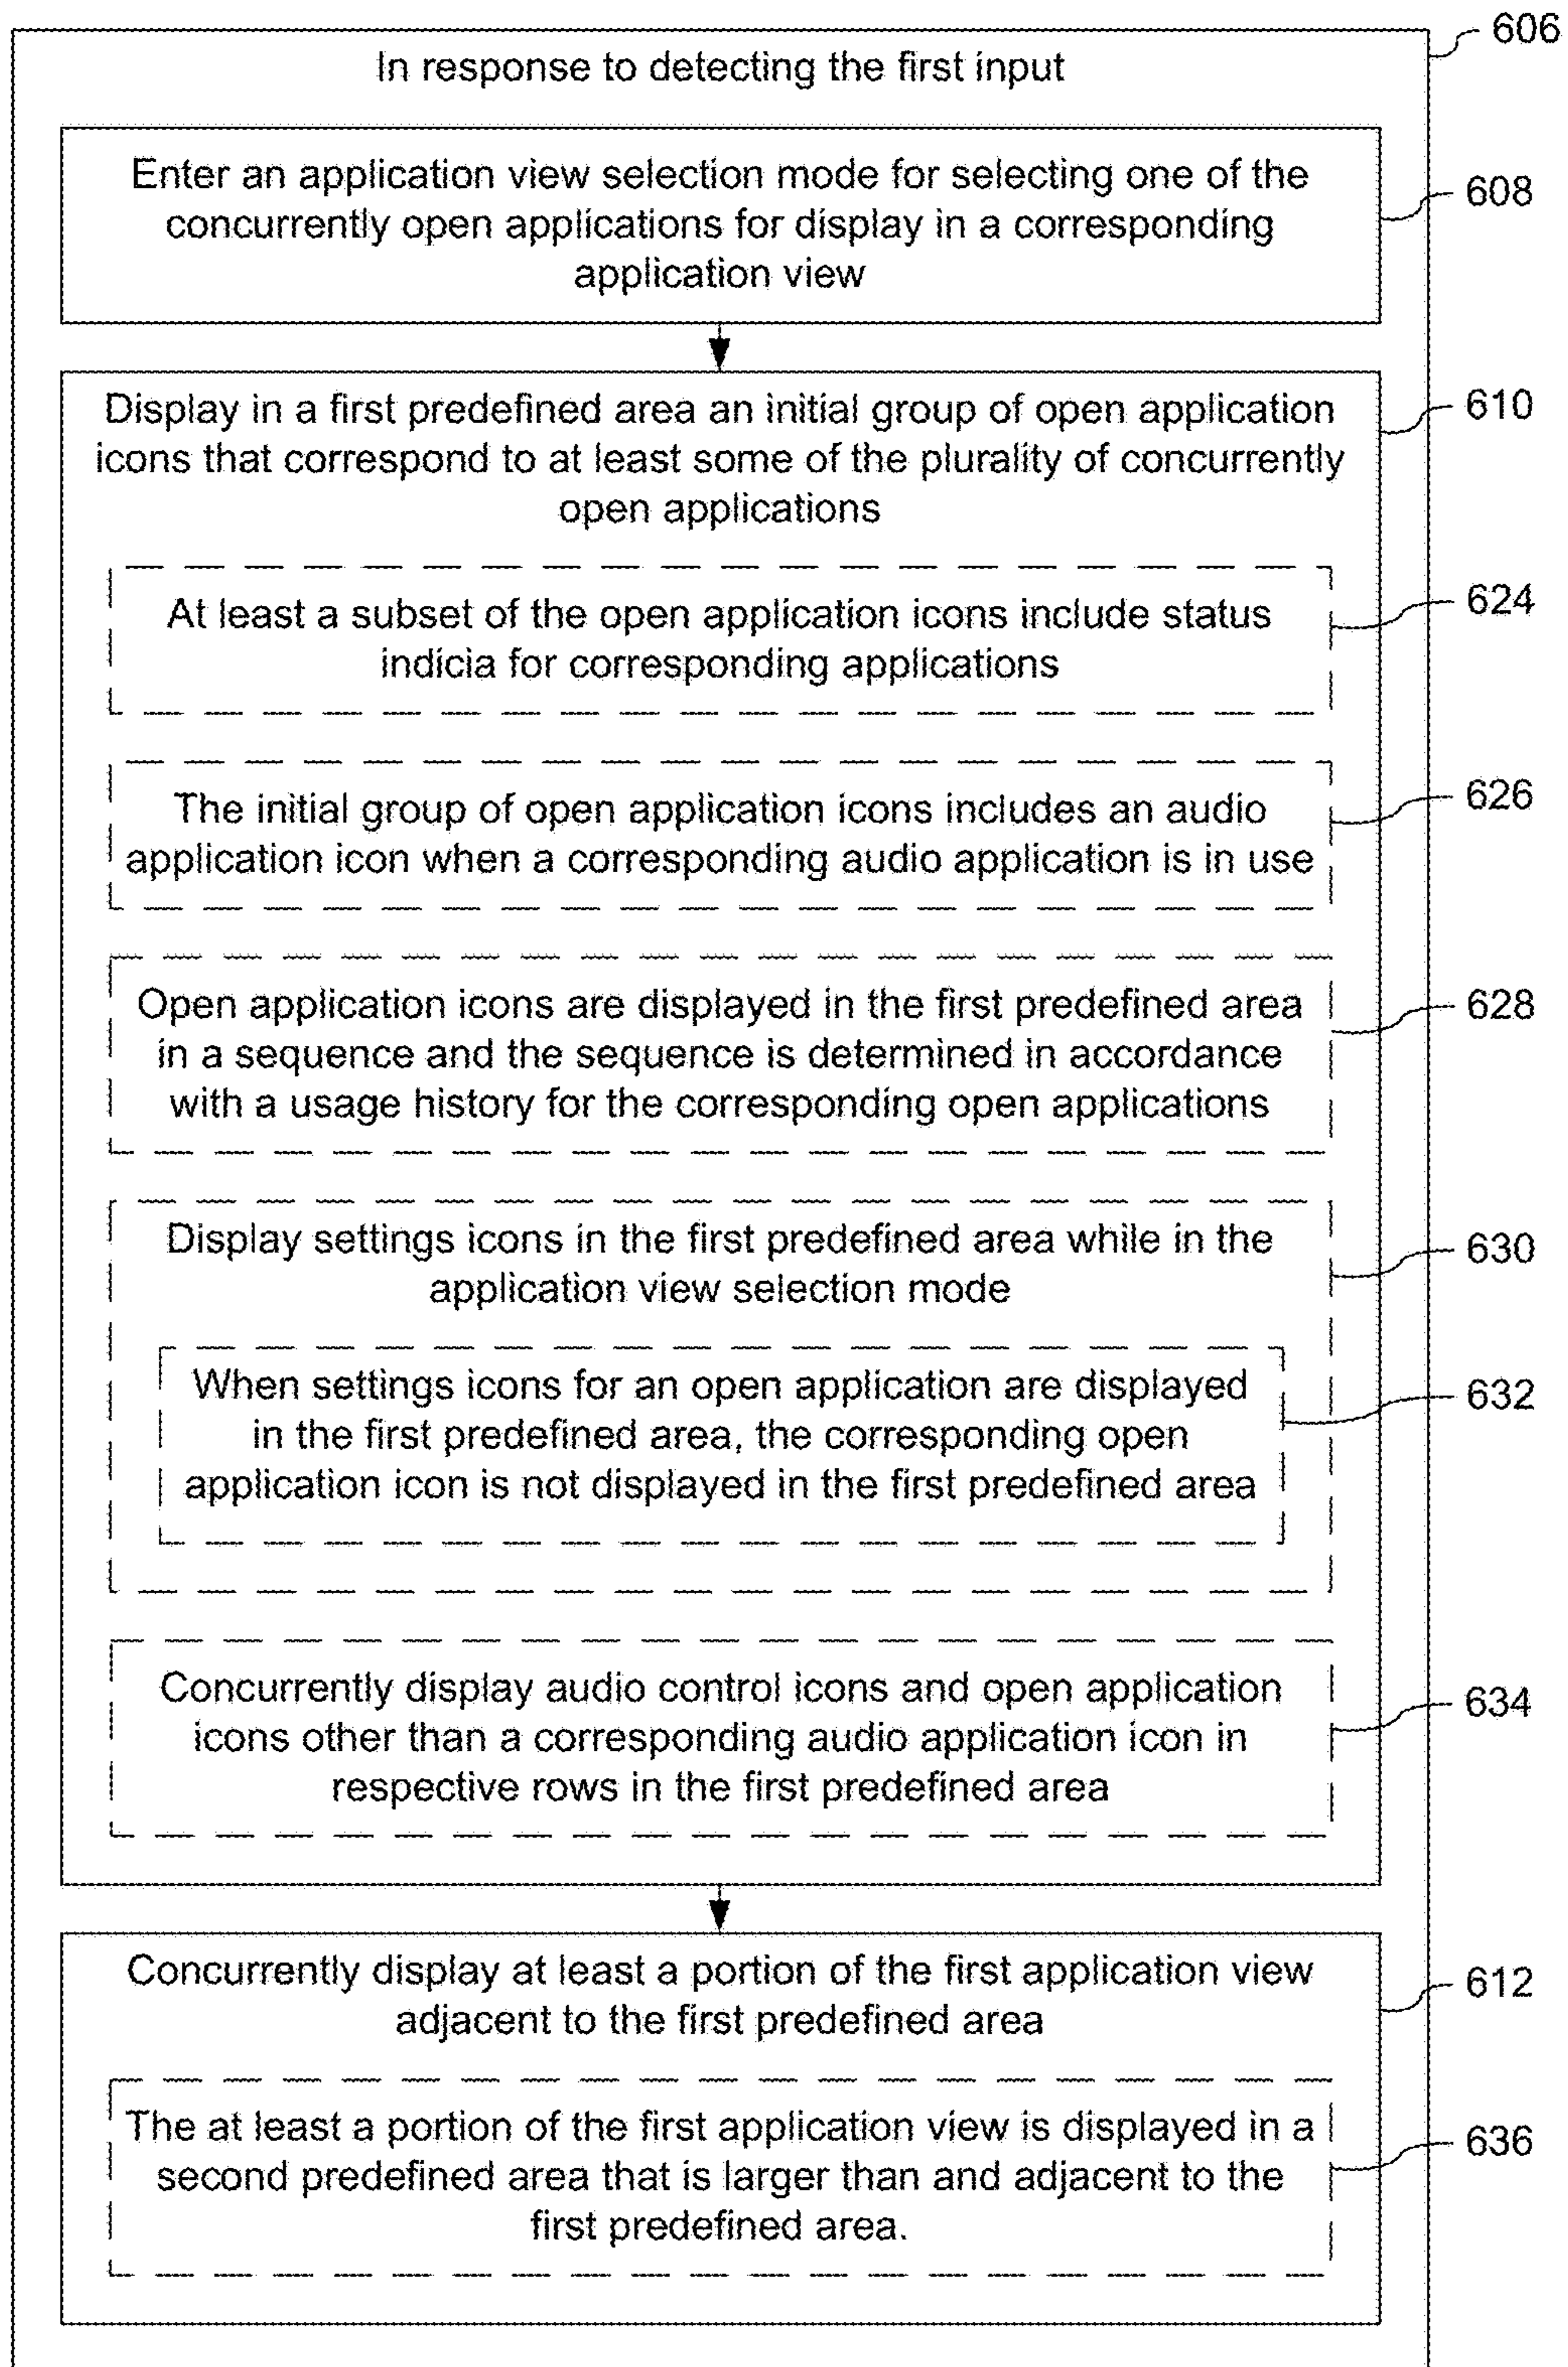 606
In response to detecting the first input
Enter an application view selection mode for selecting one of the
concurrently open applications for display in a corresponding
application view
608
Display in a first predefined area an initial group of open application
icons that correspond to at least some of the plurality of concurrently
open applications
610
At least a subset of the open application icons include status
indicia for corresponding applications
624
The initial group of open application icons includes an audio
application icon when a corresponding audio application is in use
626
Open application icons are displayed in the first predefined area
in a sequence and the sequence is determined in accordance
with a usage history for the corresponding open applications
628
Display settings icons in the first predefined area while in the
application view selection mode
630
When settings icons for an open application are displayed
in the first predefined area, the corresponding open
application icon is not displayed in the first predefined area
632
Concurrently display audio control icons and open application
icons other than a corresponding audio application icon in
respective rows in the first predefined area
634
Concurrently display at least a portion of the first application view
adjacent to the first predefined area
612
The at least a portion of the first application view is displayed in a
second predefined area that is larger than and adjacent to the
first predefined area.
636